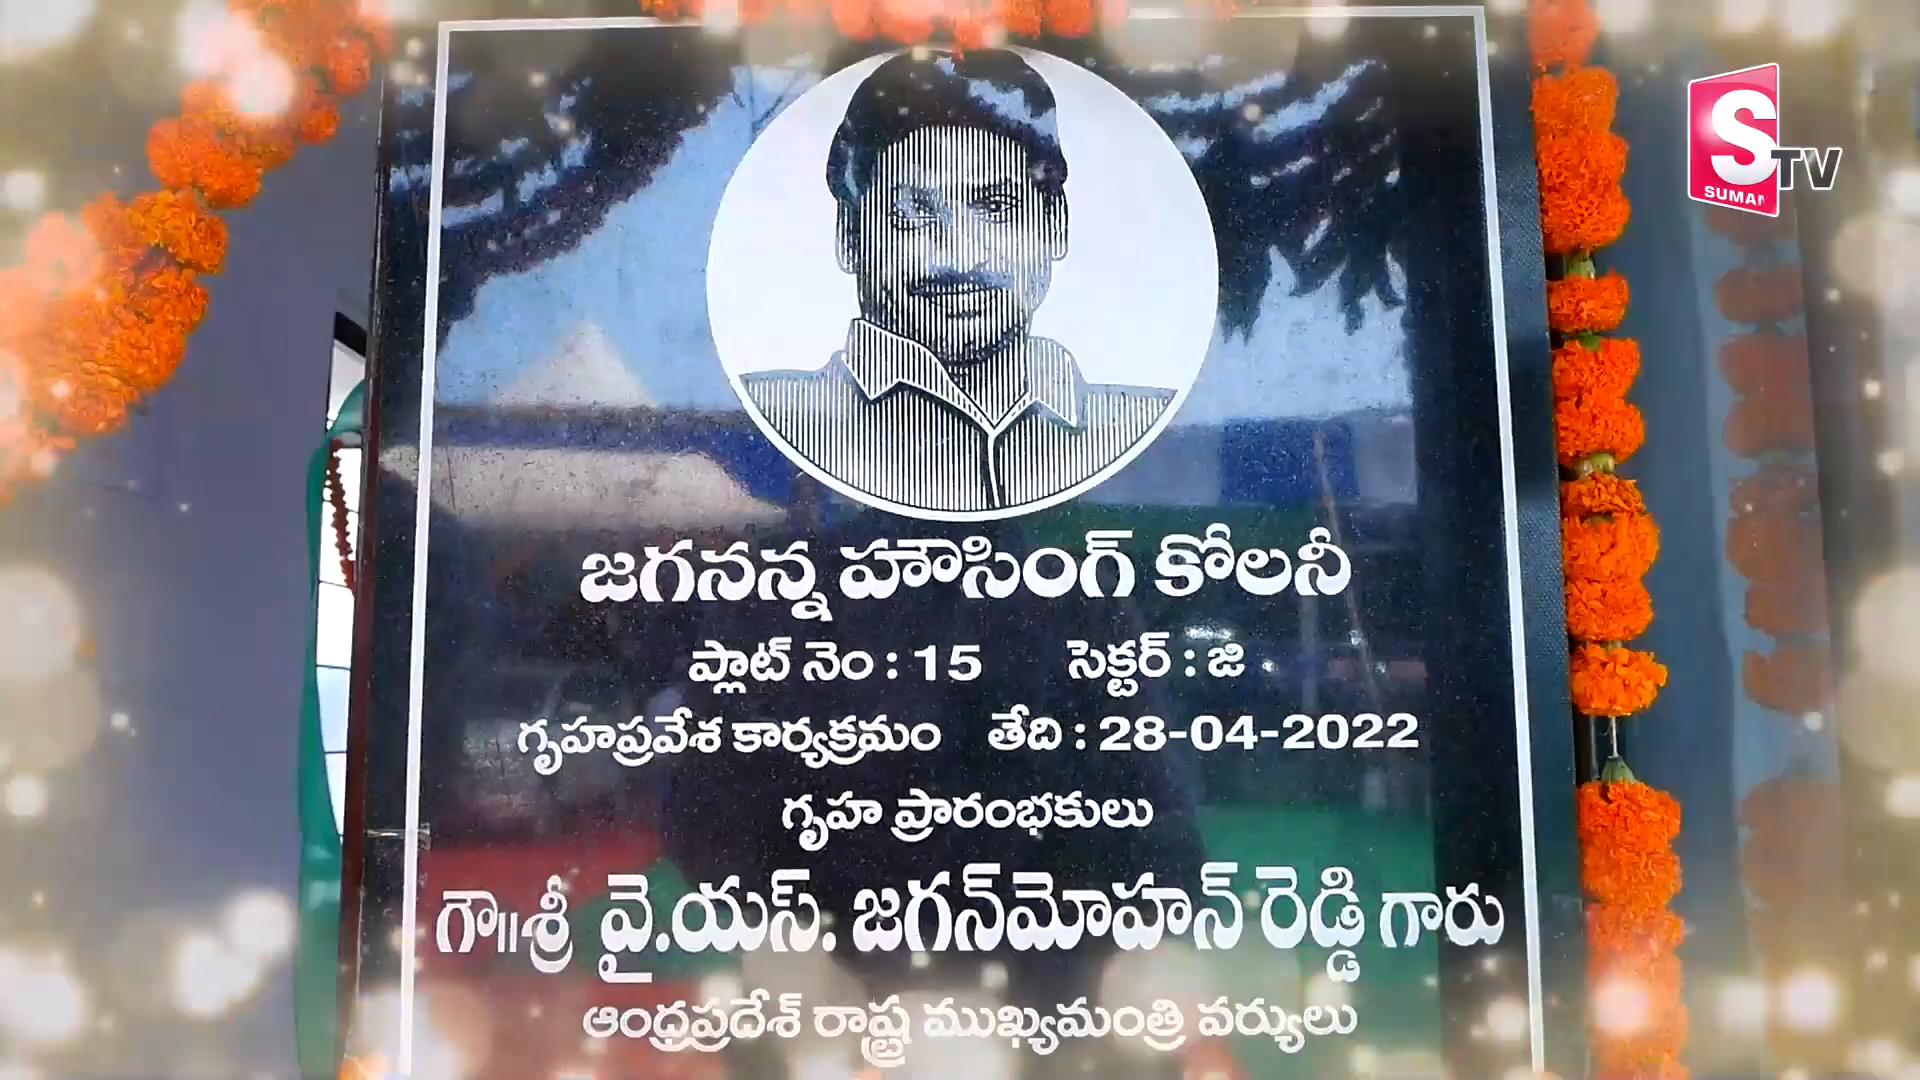 S TV
SUMAN
జగనన్న హౌసింగ్ కోలనీ
ప్లాట్ నెం : 15 సెక్టర్ : జి
గృహప్రవేశ కార్యక్రమం తేది : 28-04-2022
గృహ ప్రారంభకులు
గౌ॥శ్రీ వై.యస్. జగన్‌మోహన్ రెడ్డి గారు
ఆంధ్రప్రదేశ్ రాష్ట్ర ముఖ్యమంత్రి వర్యులు